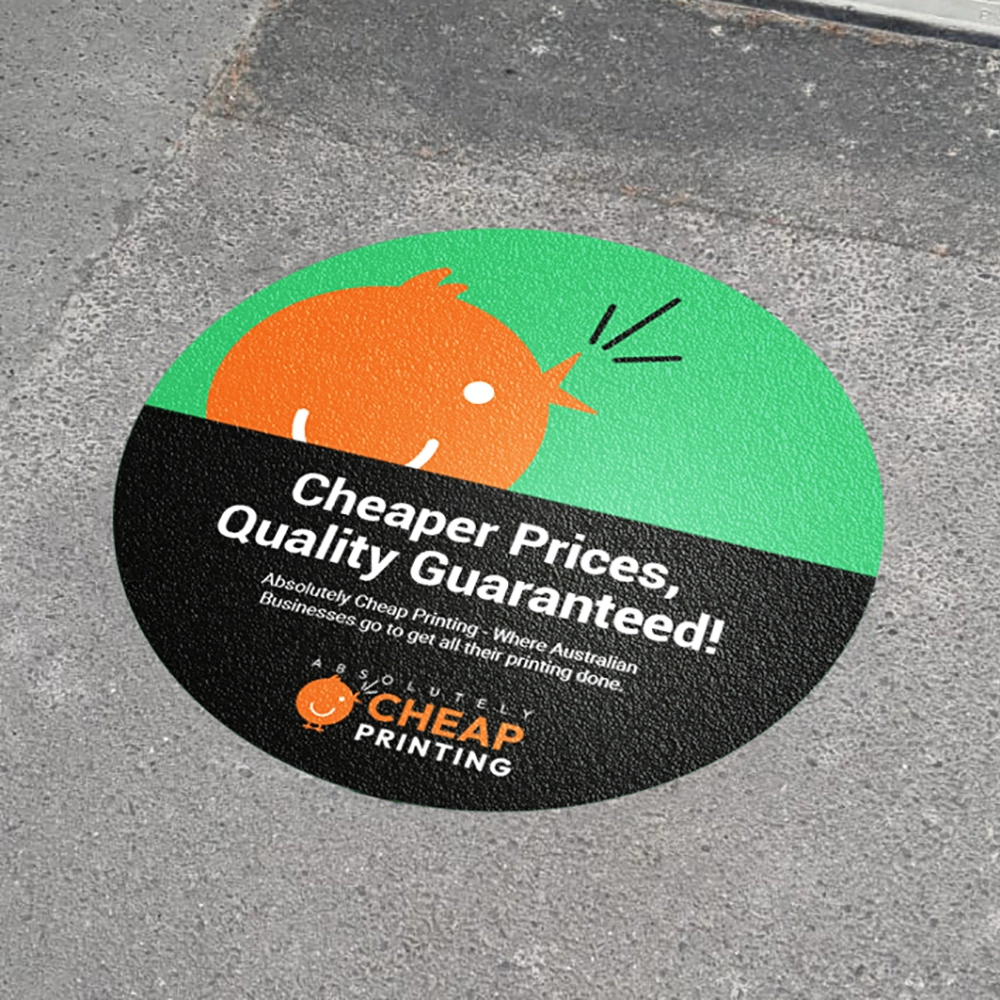 Cheaper Prices,
Quality Guaranteed!
Absolutely Cheap Printing - Where Australian
Businesses go to get all their printing done.
ABSOLUTELY
CHEAP
PRINTING